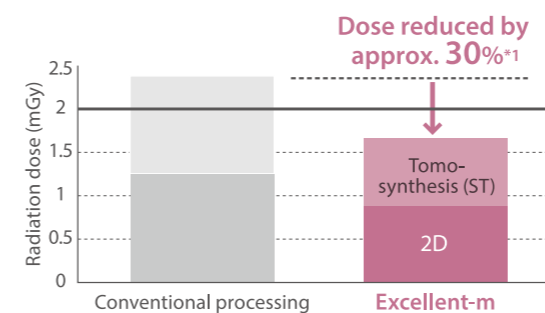 Dose reduced by
approx. 30%*1
Radiation dose (mGy)
2.5
2
1.5
1
0.5
0
Tomo-
synthesis (ST)
2D
Conventional processing
Excellent-m